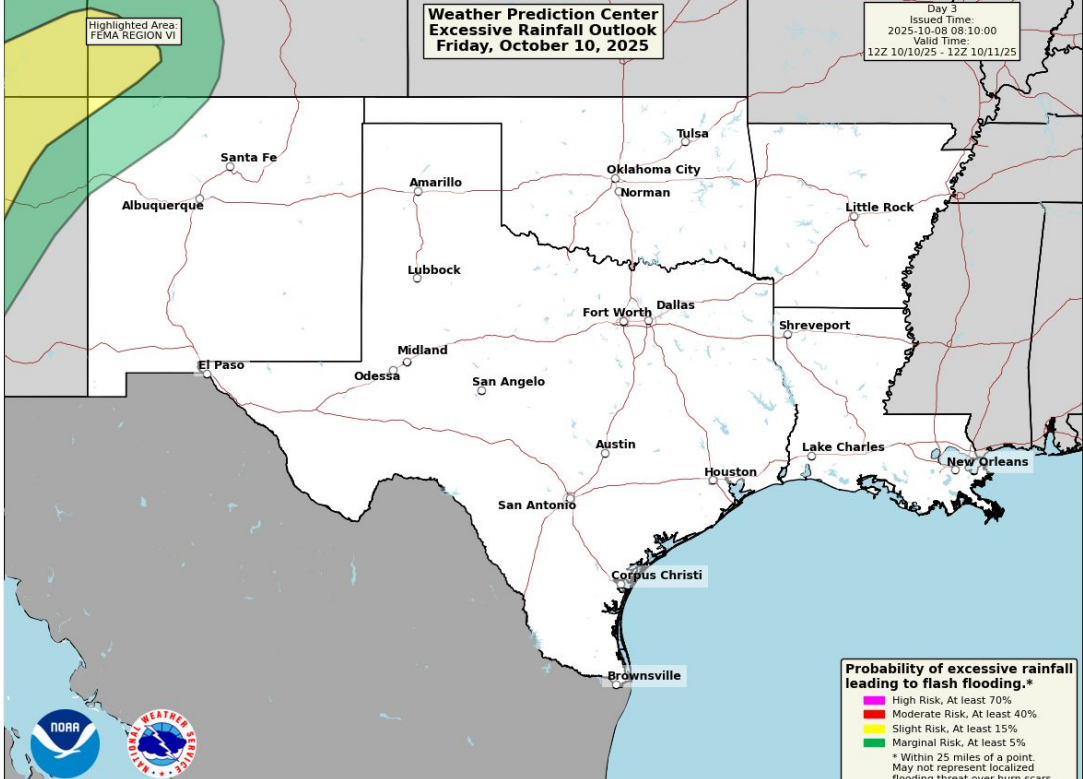 Highlighted Area:
FEMA REGION VI
Weather Prediction Center
Excessive Rainfall Outlook
Friday, October 10, 2025
Day 3
Issued Time:
2025-10-08 08:10:00
Valid Time:
12Z 10/10/25 - 12Z 10/11/25
Tulsa
Santa Fe
Oklahoma City
Amarillo
Norman
Albuquerque
Little Rock
Lubbock
Dallas
Fort Worth
Shreveport
Midland
El Paso
Odessa
San Angelo
Austin
Lake Charles
New Orleans
Houston
San Antonio
Corpus Christi
Brownsville
Probability of excessive rainfall
leading to flash flooding.*
High Risk, At least 70%
Moderate Risk, At least 40%
Slight Risk, At least 15%
Marginal Risk, At least 5%
* Within 25 miles of a point.
May not represent localized
flooding threat over burn scars
NOAA
NATIONAL WEATHER SERVICE